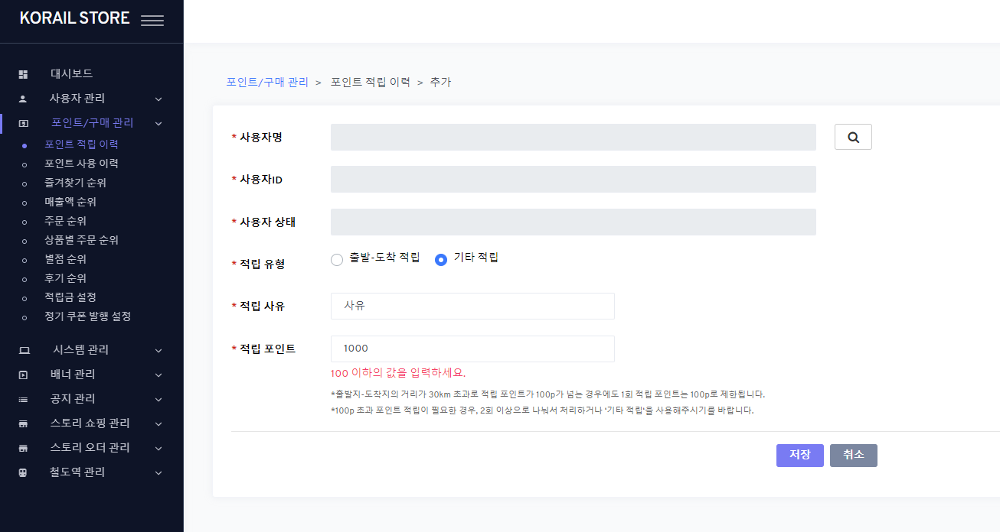 KORAIL STORE
대시보드
사용자 관리
포인트/구매 관리
포인트 적립 이력
포인트 사용 이력
즐겨찾기 순위
매출액 순위
주문 순위
상품별 주문 순위
별점 순위
후기 순위
적립금 설정
정기 쿠폰 발행 설정
시스템 관리
배너 관리
공지 관리
스토리 쇼핑 관리
스토리 오더 관리
철도역 관리
포인트/구매 관리 > 포인트 적립 이력 > 추가
* 사용자명
* 사용자ID
* 사용자 상태
* 적립 유형 출발-도착 적립 기타 적립
* 적립 사유 사유
* 적립 포인트 1000
100 이하의 값을 입력하세요.
*출발지-도착지의 거리가 30km 초과로 적립 포인트가 100p가 넘는 경우에도 1회 적립 포인트는 100p로 제한됩니다.
*100p 초과 포인트 적립이 필요한 경우, 2회 이상으로 나눠서 처리하거나 '기타 적립'을 사용해주시기를 바랍니다.
저장 취소